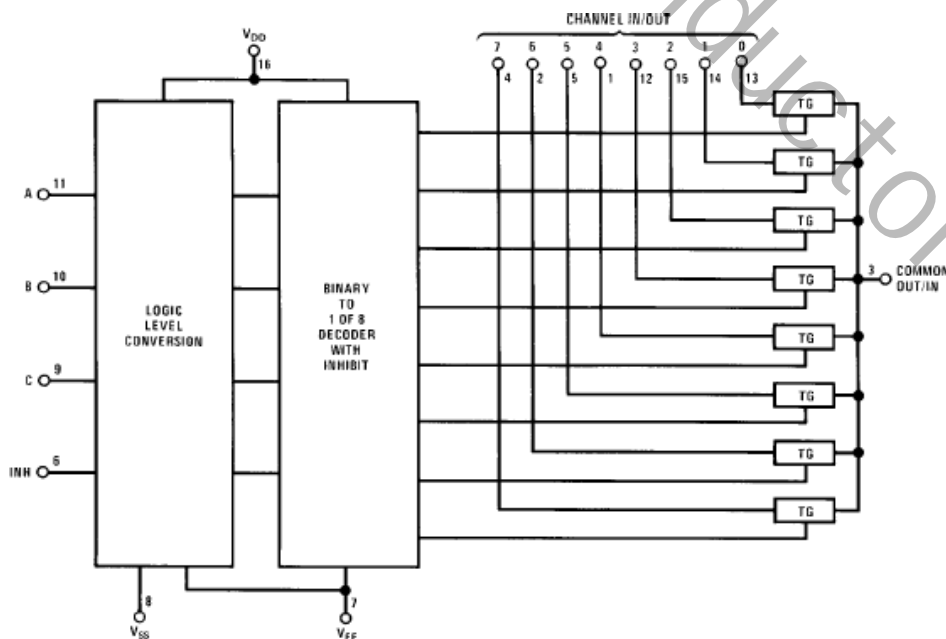 CHANNEL IN/OUT
7 6 5 4 3 2 1 0
4 2 5 1 12 15 14 13
VDD
16
TG
TG
A 11
TG
3 COMMON OUT/IN
B 10
TG
LOGIC
LEVEL
CONVERSION
BINARY
TO
1 OF 8
DECODER
WITH
INHIBIT
TG
C 9
TG
INH 6
TG
TG
8
VSS
7
VEE